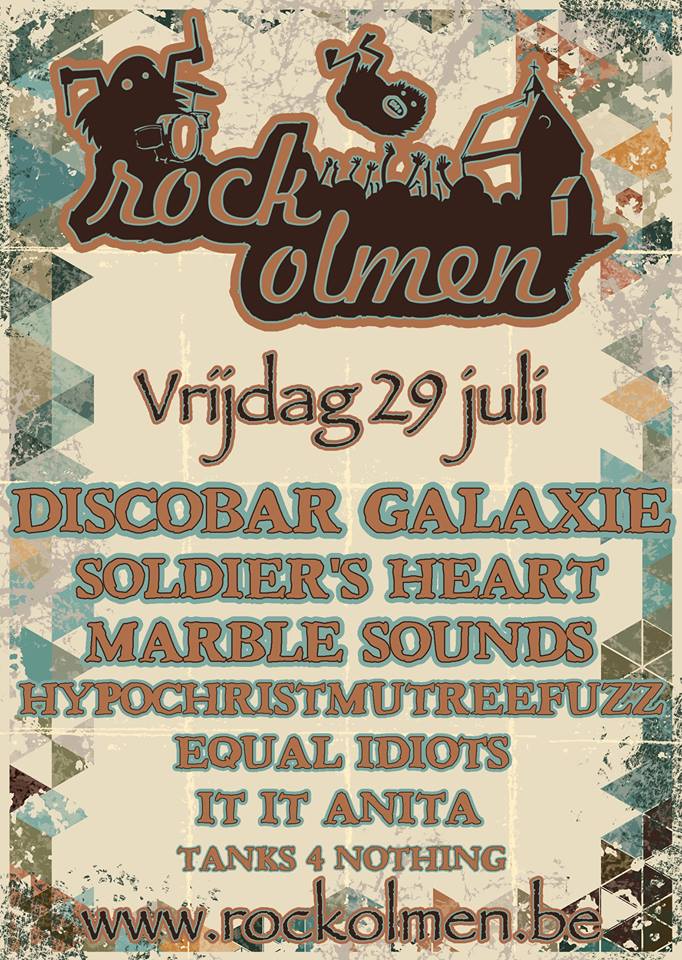 rock
olmen
Vrijdag 29 juli
DISCOBAR GALAXIE
SOLDIER'S HEART
MARBLE SOUNDS
HYPOCHRISTMUTREEFUZZ
EQUAL IDIOTS
IT IT ANITA
TANKS 4 NOTHING
www.rockolmen.be